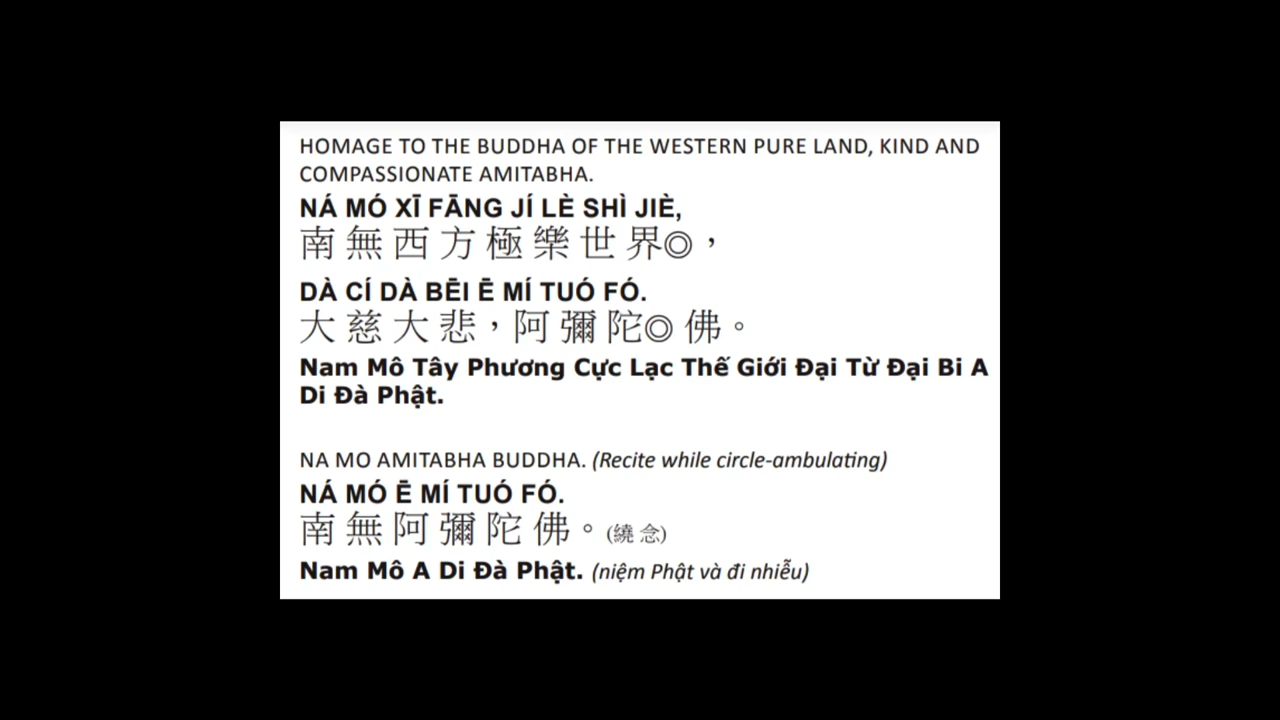 HOMAGE TO THE BUDDHA OF THE WESTERN PURE LAND, KIND AND
COMPASSIONATE AMITABHA.
NÁ MÓ XĪ FĀNG JÍ LÈ SHÌ JIÈ,
南 無 西 方 極 樂 世 界◎，
DÀ CÍ DÀ BĒI Ē MÍ TUÓ FÓ.
大 慈 大 悲，阿 彌 陀◎ 佛。
Nam Mô Tây Phương Cực Lạc Thế Giới Đại Từ Đại Bi A
Di Đà Phật.
NA MO AMITABHA BUDDHA. (Recite while circle-ambulating)
NÁ MÓ Ē MÍ TUÓ FÓ.
南 無 阿 彌 陀 佛。(繞 念)
Nam Mô A Di Đà Phật. (niệm Phật và đi nhiễu)